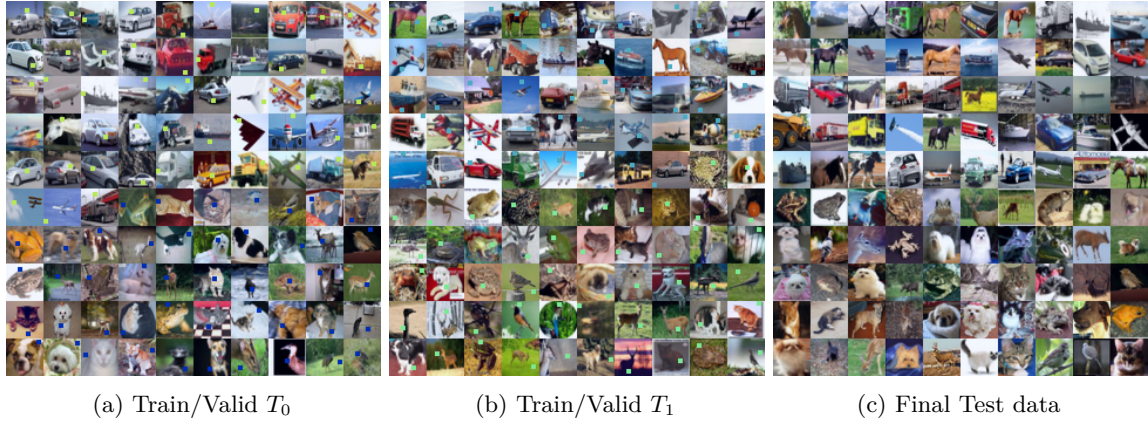 (a) Train/Valid T₀
(b) Train/Valid T₁
(c) Final Test data